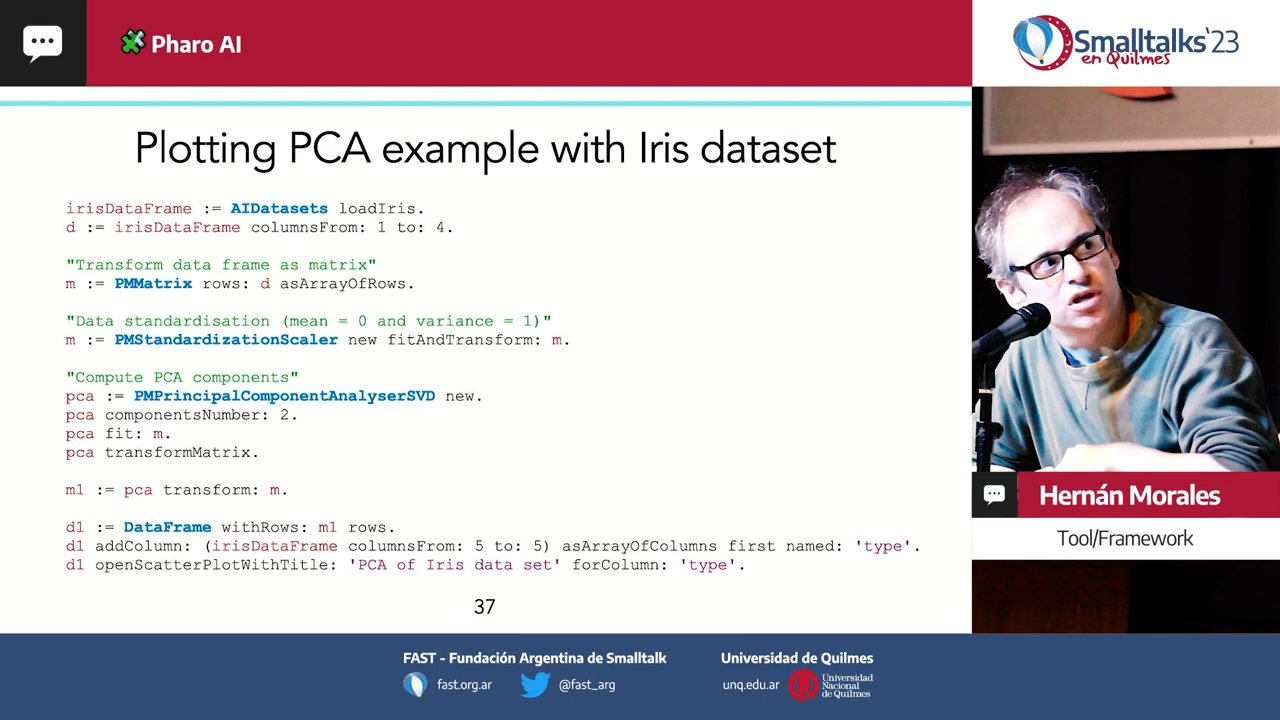 Pharo AI
Smalltalks'23
en Quilmes
Plotting PCA example with Iris dataset
irisDataFrame := AIDatasets loadIris.
d := irisDataFrame columnsFrom: 1 to: 4.
"Transform data frame as matrix"
m := PMMatrix rows: d asArrayOfRows.
"Data standardisation (mean = 0 and variance = 1)"
m := PMStandardizationScaler new fitAndTransform: m.
"Compute PCA components"
pca := PMPrincipalComponentAnalyserSVD new.
pca componentsNumber: 2.
pca fit: m.
pca transformMatrix.
m1 := pca transform: m.
d1 := DataFrame withRows: m1 rows.
d1 addColumn: (irisDataFrame columnsFrom: 5 to: 5) asArrayOfColumns first named: 'type'.
d1 openScatterPlotWithTitle: 'PCA of Iris data set' forColumn: 'type'.
37
Hernán Morales
Tool/Framework
FAST - Fundación Argentina de Smalltalk
fast.org.ar
@fast_arg
Universidad de Quilmes
unq.edu.ar
Universidad
Nacional
de Quilmes